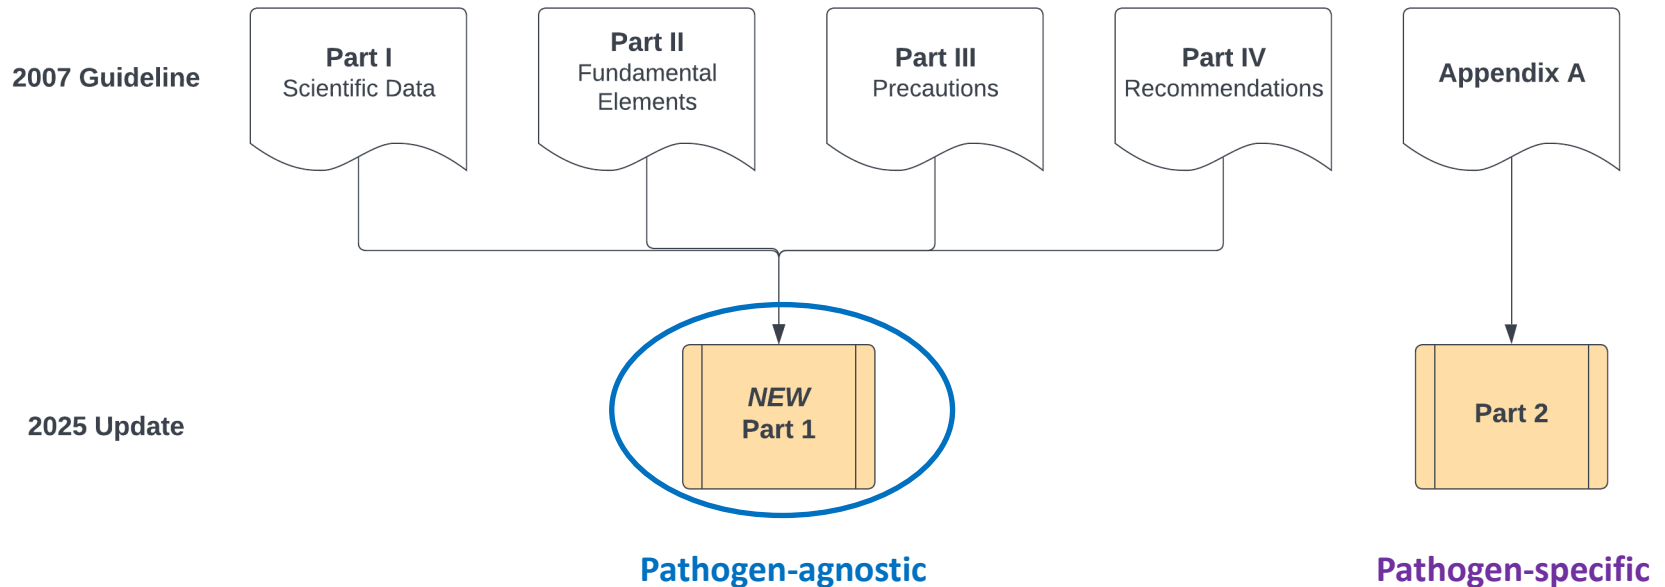 2007 Guideline
Part I
Scientific Data
Part II
Fundamental
Elements
Part III
Precautions
Part IV
Recommendations
Appendix A
2025 Update
NEW
Part 1
Part 2
Pathogen-agnostic
Pathogen-specific